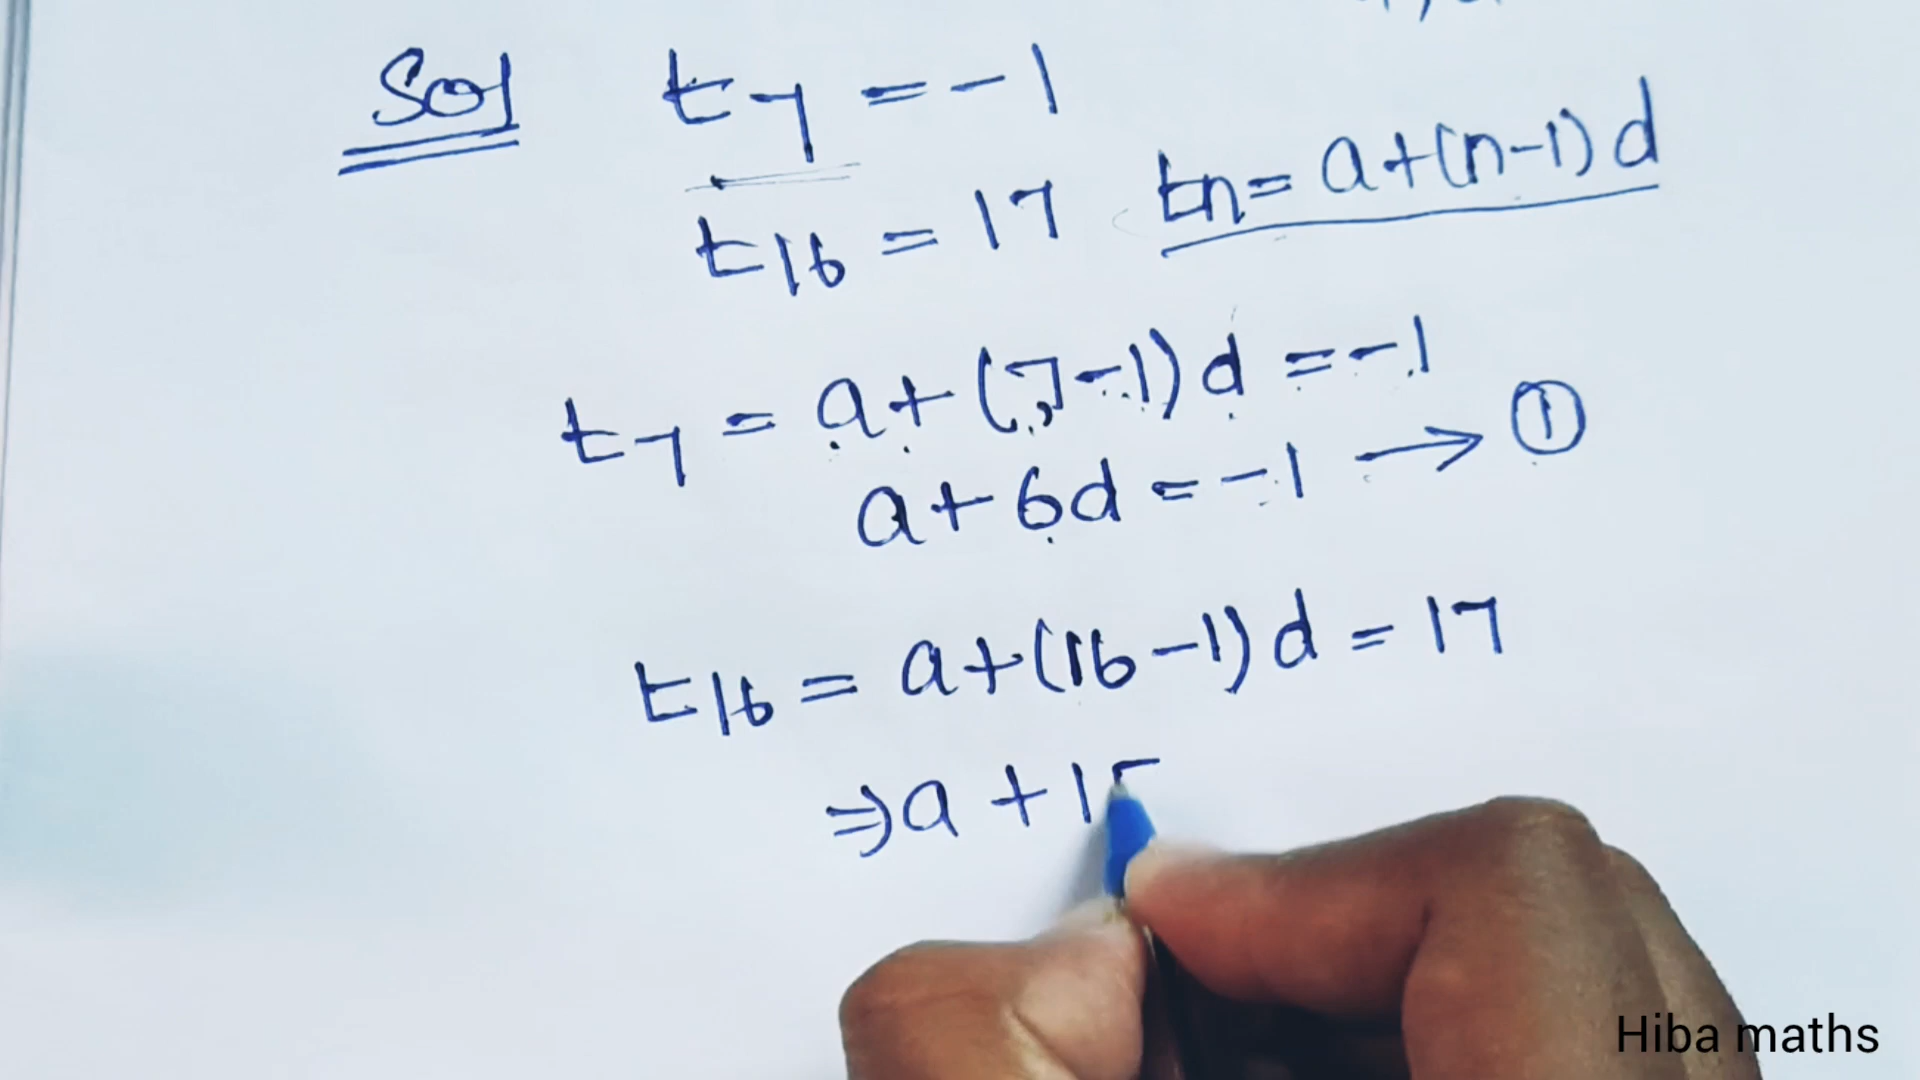 Sol t7 = -1
t16 = 17 tn = a+(n-1)d
t7 = a+(7-1)d = -1
a+6d = -1 → ①
t16 = a+(16-1)d = 17
⇒ a + 15
Hiba maths